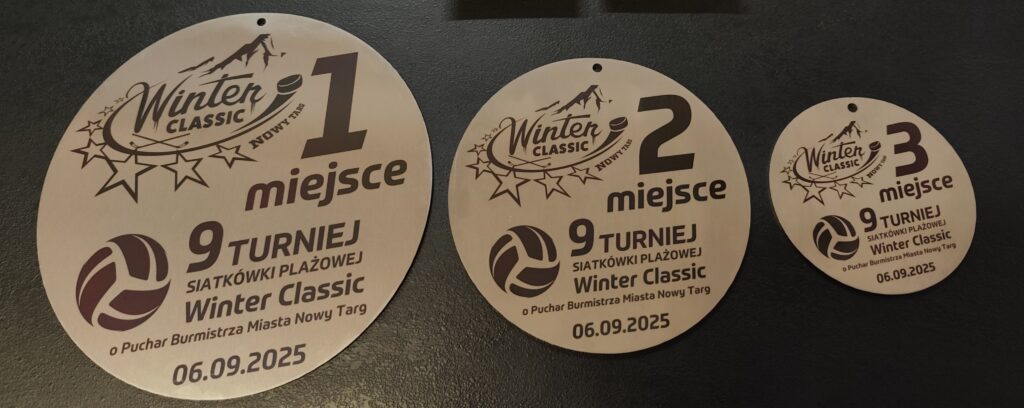 Winter
CLASSIC
NOWY TARG
1
miejsce
9 TURNIEJ
SIATKÓWKI PLAŻOWEJ
Winter Classic
o Puchar Burmistrza Miasta Nowy Targ
06.09.2025
Winter
CLASSIC
NOWY TARG
2
miejsce
9 TURNIEJ
SIATKÓWKI PLAŻOWEJ
Winter Classic
o Puchar Burmistrza Miasta Nowy Targ
06.09.2025
Winter
CLASSIC
NOWY TARG
3
miejsce
9 TURNIEJ
SIATKÓWKI PLAŻOWEJ
Winter Classic
o Puchar Burmistrza Miasta Nowy Targ
06.09.2025